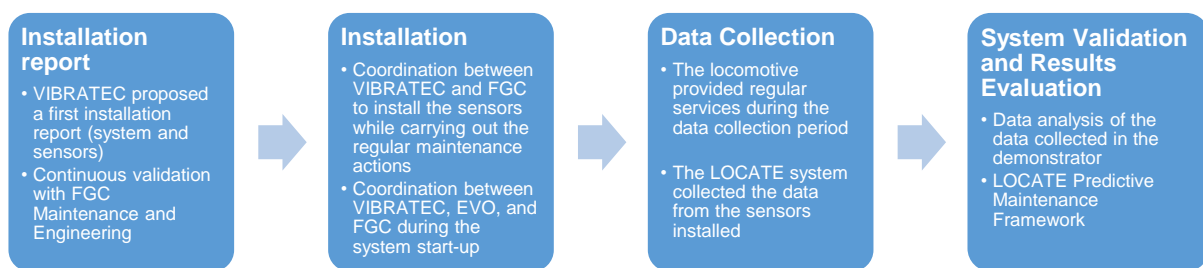 Installation
report
• VIBRATEC proposed
a first installation
report (system and
sensors)
• Continuous validation
with FGC
Maintenance and
Engineering
Installation
• Coordination between
VIBRATEC and FGC
to install the sensors
while carrying out the
regular maintenance
actions
• Coordination between
VIBRATEC, EVO, and
FGC during the
system start-up
Data Collection
• The locomotive
provided regular
services during the
data collection period
• The LOCATE system
collected the data
from the sensors
installed
System Validation
and Results
Evaluation
• Data analysis of the
data collected in the
demonstrator
• LOCATE Predictive
Maintenance
Framework